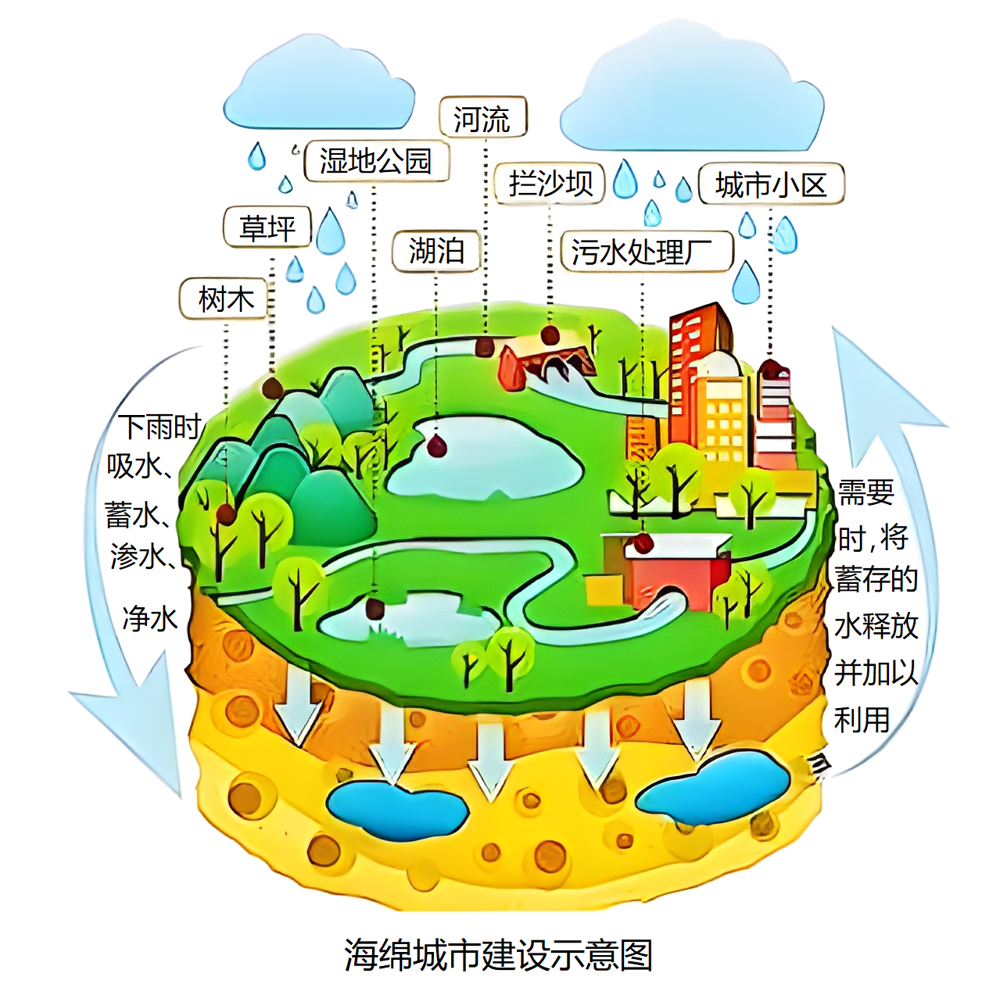 河流
湿地公园
拦沙坝
城市小区
草坪
湖泊
污水处理厂
树木
下雨时
吸水、
蓄水、
渗水、
净水
需要
时,将
蓄存的
水释放
并加以
利用
海绵城市建设示意图